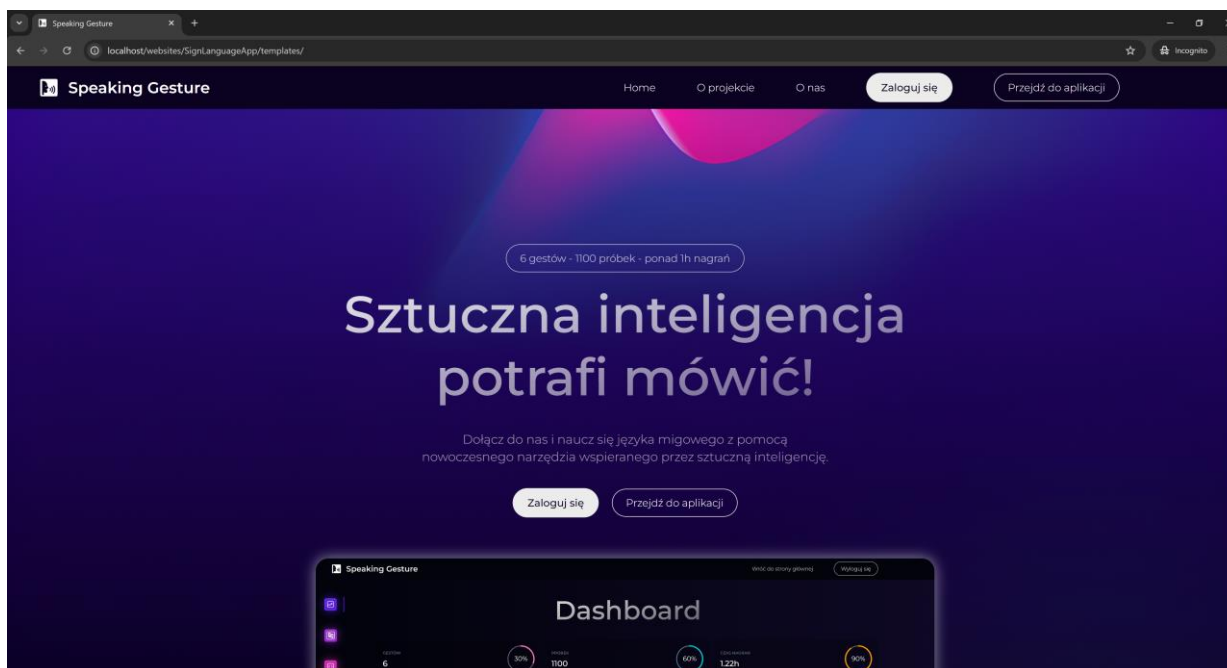 Speaking Gesture
localhost/websites/SignLanguageApp/templates/
Incognito
Speaking Gesture
Home
O projekcie
O nas
Zaloguj się
Przejdź do aplikacji
6 gestów - 1100 próbek - ponad 1h nagrań
Sztuczna inteligencja
potrafi mówić!
Dołącz do nas i naucz się języka migowego z pomocą
nowoczesnego narzędzia wspieranego przez sztuczną inteligencję.
Zaloguj się
Przejdź do aplikacji
Speaking Gesture
Wróć do strony głównej
Wyloguj się
Dashboard
6
30%
1100
60%
1.22h
90%